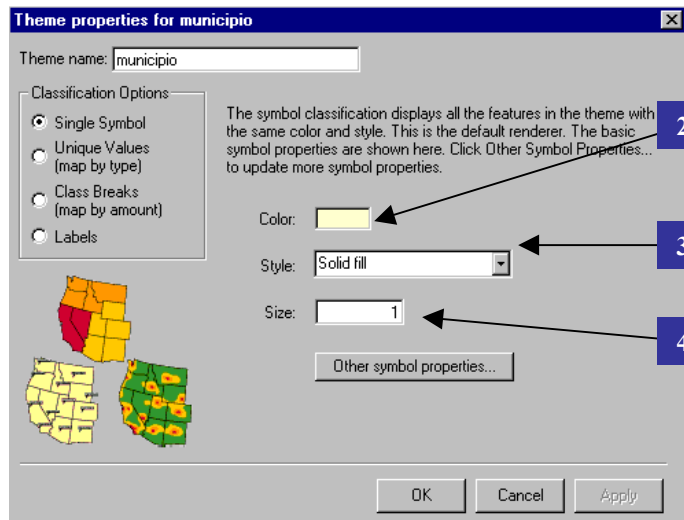 Theme properties for municipio
Theme name: municipio
Classification Options
Single Symbol
Unique Values
(map by type)
Class Breaks
(map by amount)
Labels
The symbol classification displays all the features in the theme with
the same color and style. This is the default renderer. The basic
symbol properties are shown here. Click Other Symbol Properties...
to update more symbol properties.
2
Color:
3
Style: Solid fill
Size: 1
4
Other symbol properties...
OK Cancel Apply